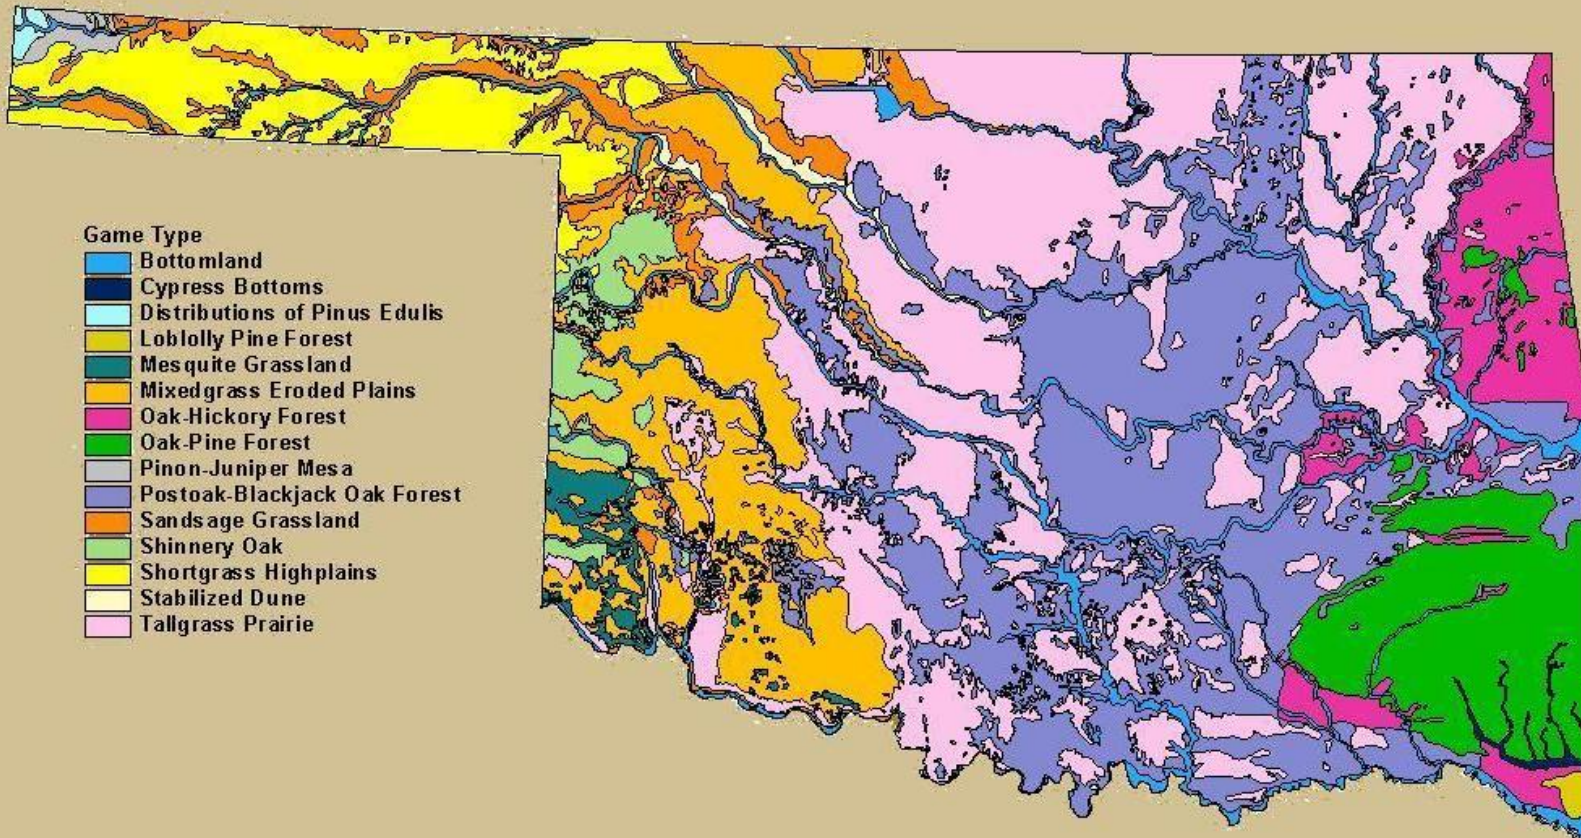 Game Type
Bottomland
Cypress Bottoms
Distributions of Pinus Edulis
Loblolly Pine Forest
Mesquite Grassland
Mixedgrass Eroded Plains
Oak-Hickory Forest
Oak-Pine Forest
Pinon-Juniper Mesa
Postoak-Blackjack Oak Forest
Sandsage Grassland
Shinnery Oak
Shortgrass Highplains
Stabilized Dune
Tallgrass Prairie